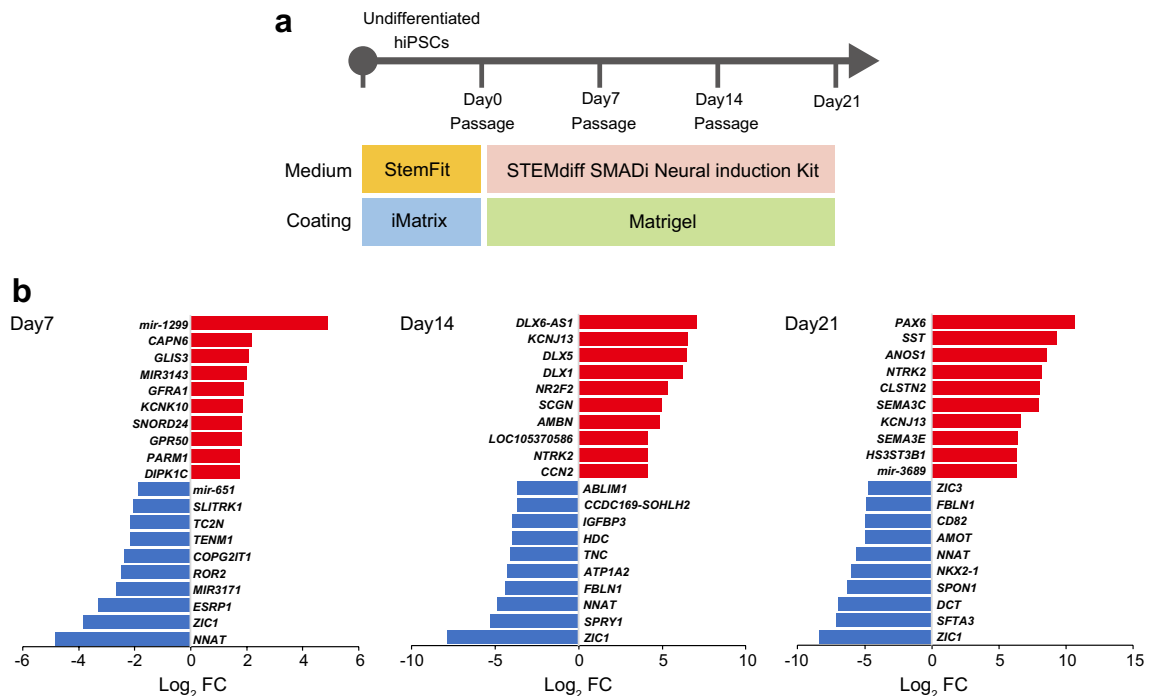 a
Undifferentiated
hiPSCs
Day0
Passage
Day7
Passage
Day14
Passage
Day21
Medium
StemFit
STEMdiff SMADi Neural induction Kit
Coating
iMatrix
Matrigel
b
Day7
mir-1299
CAPN6
GLIS3
MIR3143
GFRA1
KCNK10
SNORD24
GPR50
PARM1
DIPK1C
mir-651
SLITRK1
TC2N
TENM1
COPG2IT1
ROR2
MIR3171
ESRP1
ZIC1
NNAT
-6 -4 -2 0 2 4 6
Log2 FC
Day14
DLX6-AS1
KCNJ13
DLX5
DLX1
NR2F2
SCGN
AMBN
LOC105370586
NTRK2
CCN2
ABLIM1
CCDC169-SOHLH2
IGFBP3
HDC
TNC
ATP1A2
FBLN1
NNAT
SPRY1
ZIC1
-10 -5 0 5 10
Log2 FC
Day21
PAX6
SST
ANOS1
NTRK2
CLSTN2
SEMA3C
KCNJ13
SEMA3E
HS3ST3B1
mir-3689
ZIC3
FBLN1
CD82
AMOT
NNAT
NKX2-1
SPON1
DCT
SFTA3
ZIC1
-10 -5 0 5 10 15
Log2 FC